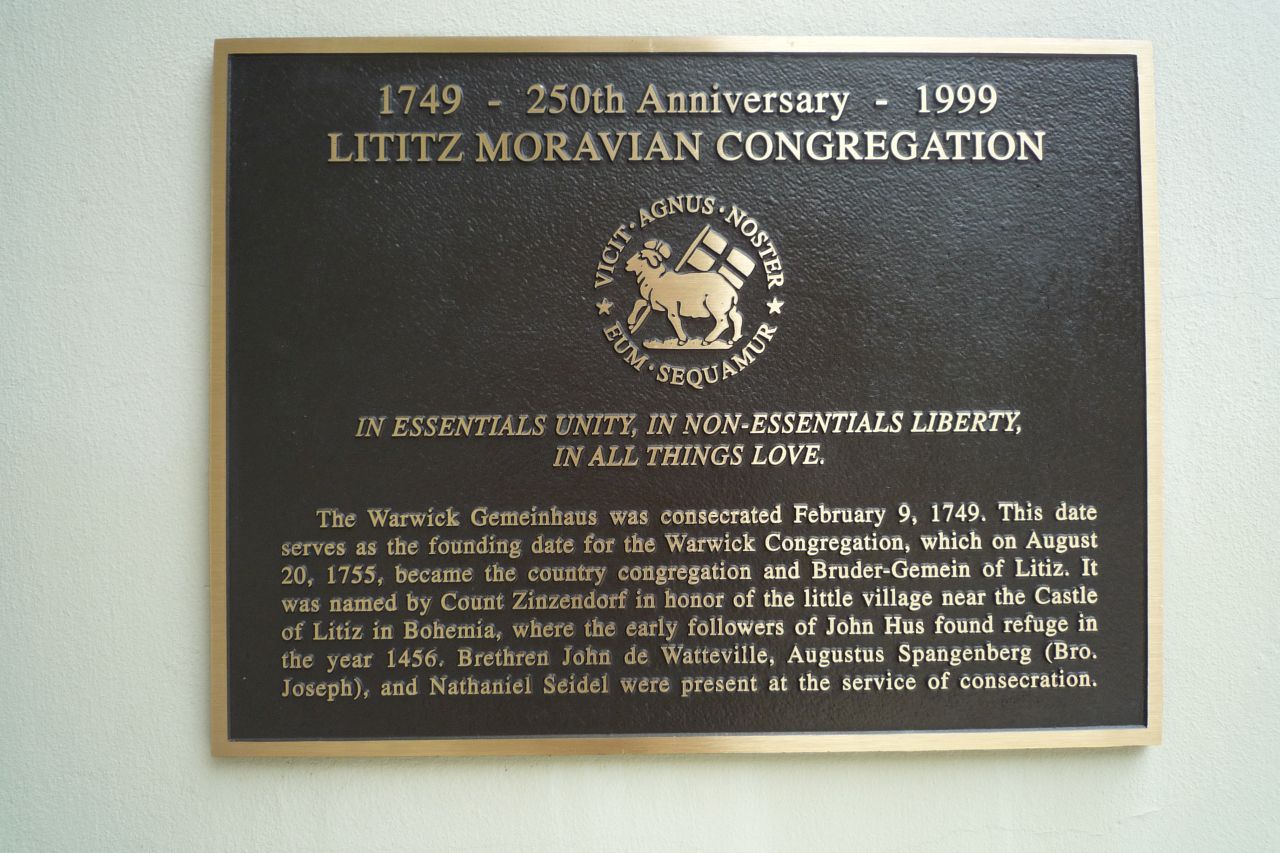 1749 - 250th Anniversary - 1999
LITITZ MORAVIAN CONGREGATION
VICIT · AGNUS · NOSTER
★ EUM · SEQUAMUR ★
IN ESSENTIALS UNITY, IN NON-ESSENTIALS LIBERTY,
IN ALL THINGS LOVE.
The Warwick Gemeinhaus was consecrated February 9, 1749. This date
serves as the founding date for the Warwick Congregation, which on August
20, 1755, became the country congregation and Bruder-Gemein of Litiz. It
was named by Count Zinzendorf in honor of the little village near the Castle
of Litiz in Bohemia, where the early followers of John Hus found refuge in
the year 1456. Brethren John de Watteville, Augustus Spangenberg (Bro.
Joseph), and Nathaniel Seidel were present at the service of consecration.